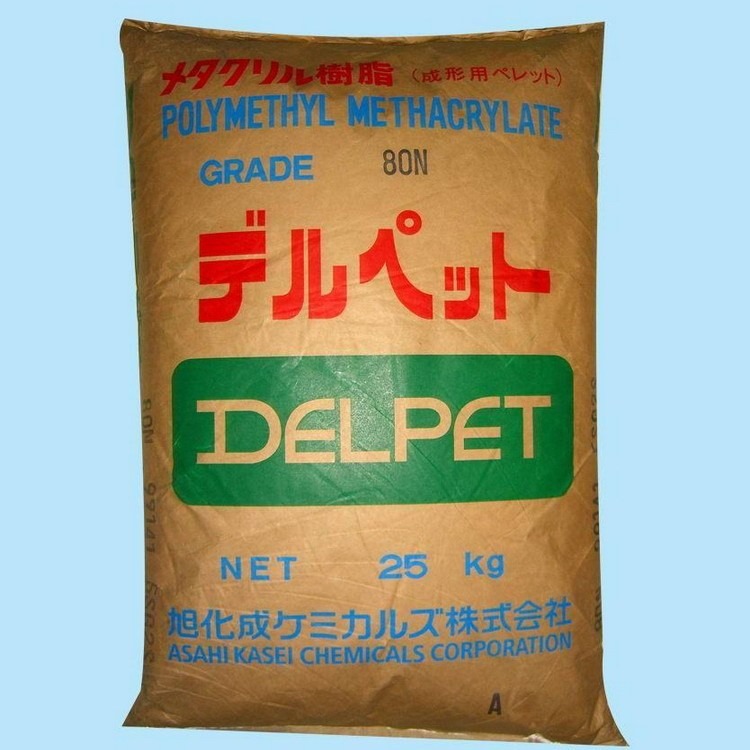 メタクリル樹脂（成形用ペレット）
POLYMETHYL METHACRYLATE
GRADE 80N
デルペット
DELPET
NET 25 kg
旭化成ケミカルズ株式会社
ASAHI KASEI CHEMICALS CORPORATION
A
80N